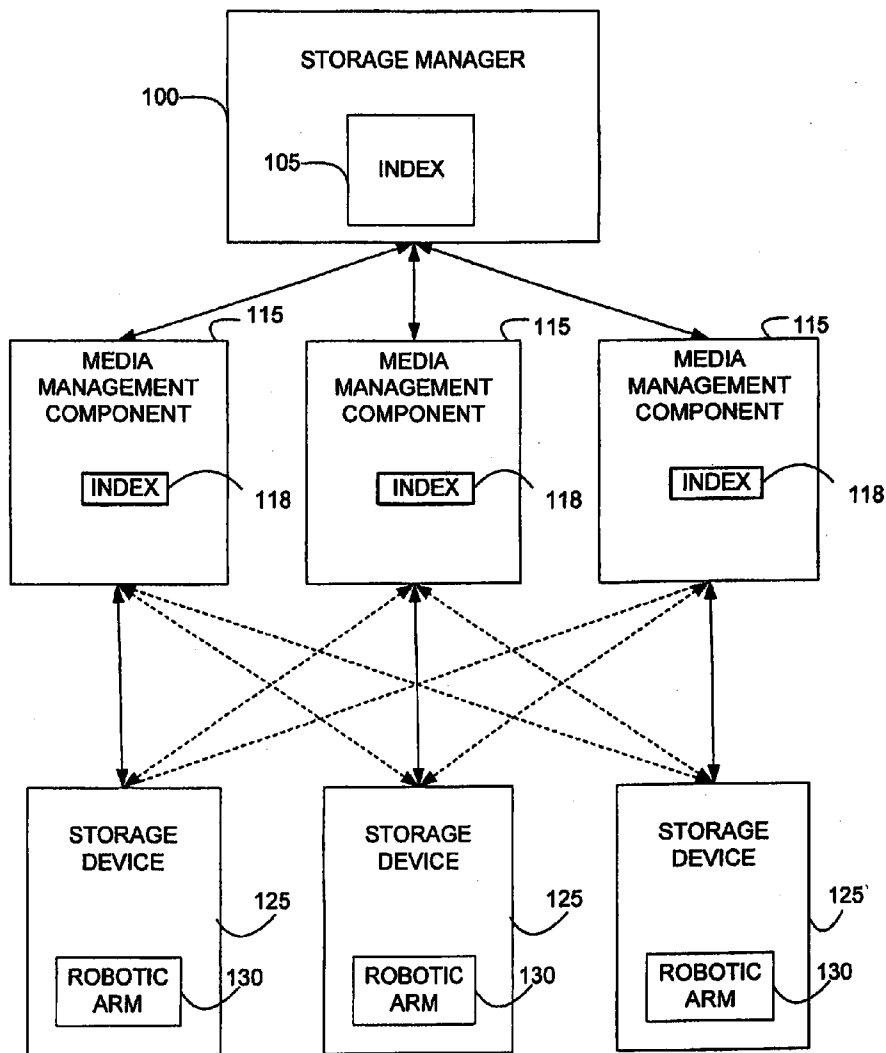 STORAGE MANAGER
100
105
INDEX
115
115
115
MEDIA
MANAGEMENT
COMPONENT
MEDIA
MANAGEMENT
COMPONENT
MEDIA
MANAGEMENT
COMPONENT
INDEX
118
INDEX
118
INDEX
118
STORAGE
DEVICE
STORAGE
DEVICE
STORAGE
DEVICE
125
125
125
ROBOTIC
ARM
130
ROBOTIC
ARM
130
ROBOTIC
ARM
130